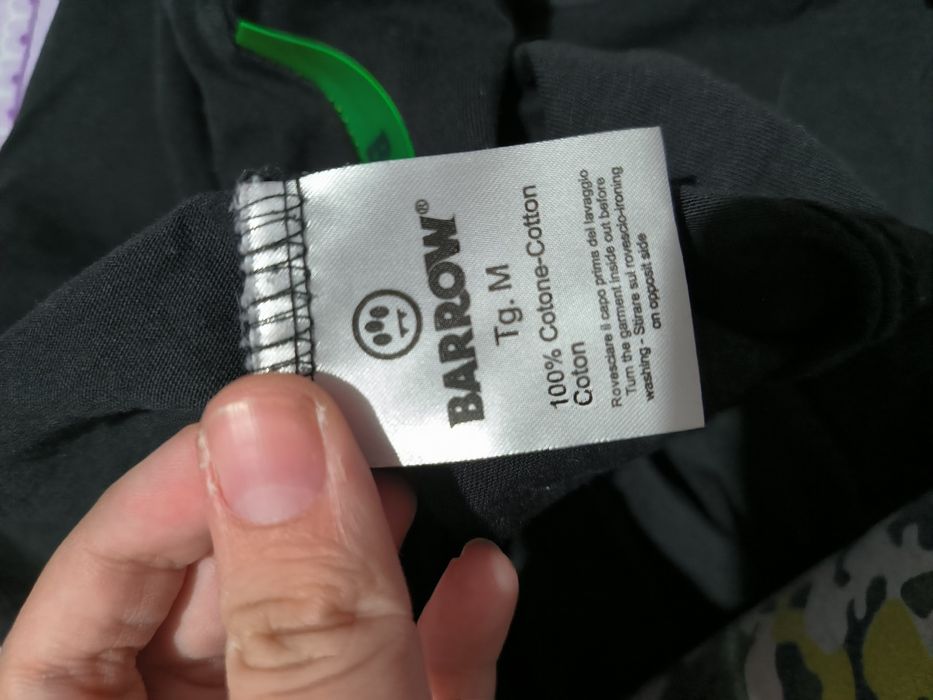 BARROW®
Tg. M
100% Cotone-Cotton
Coton
Rovesciare il capo prima del lavaggio
Turn the garment inside out before
washing - Stirare sul rovescio-ironing
on opposit side